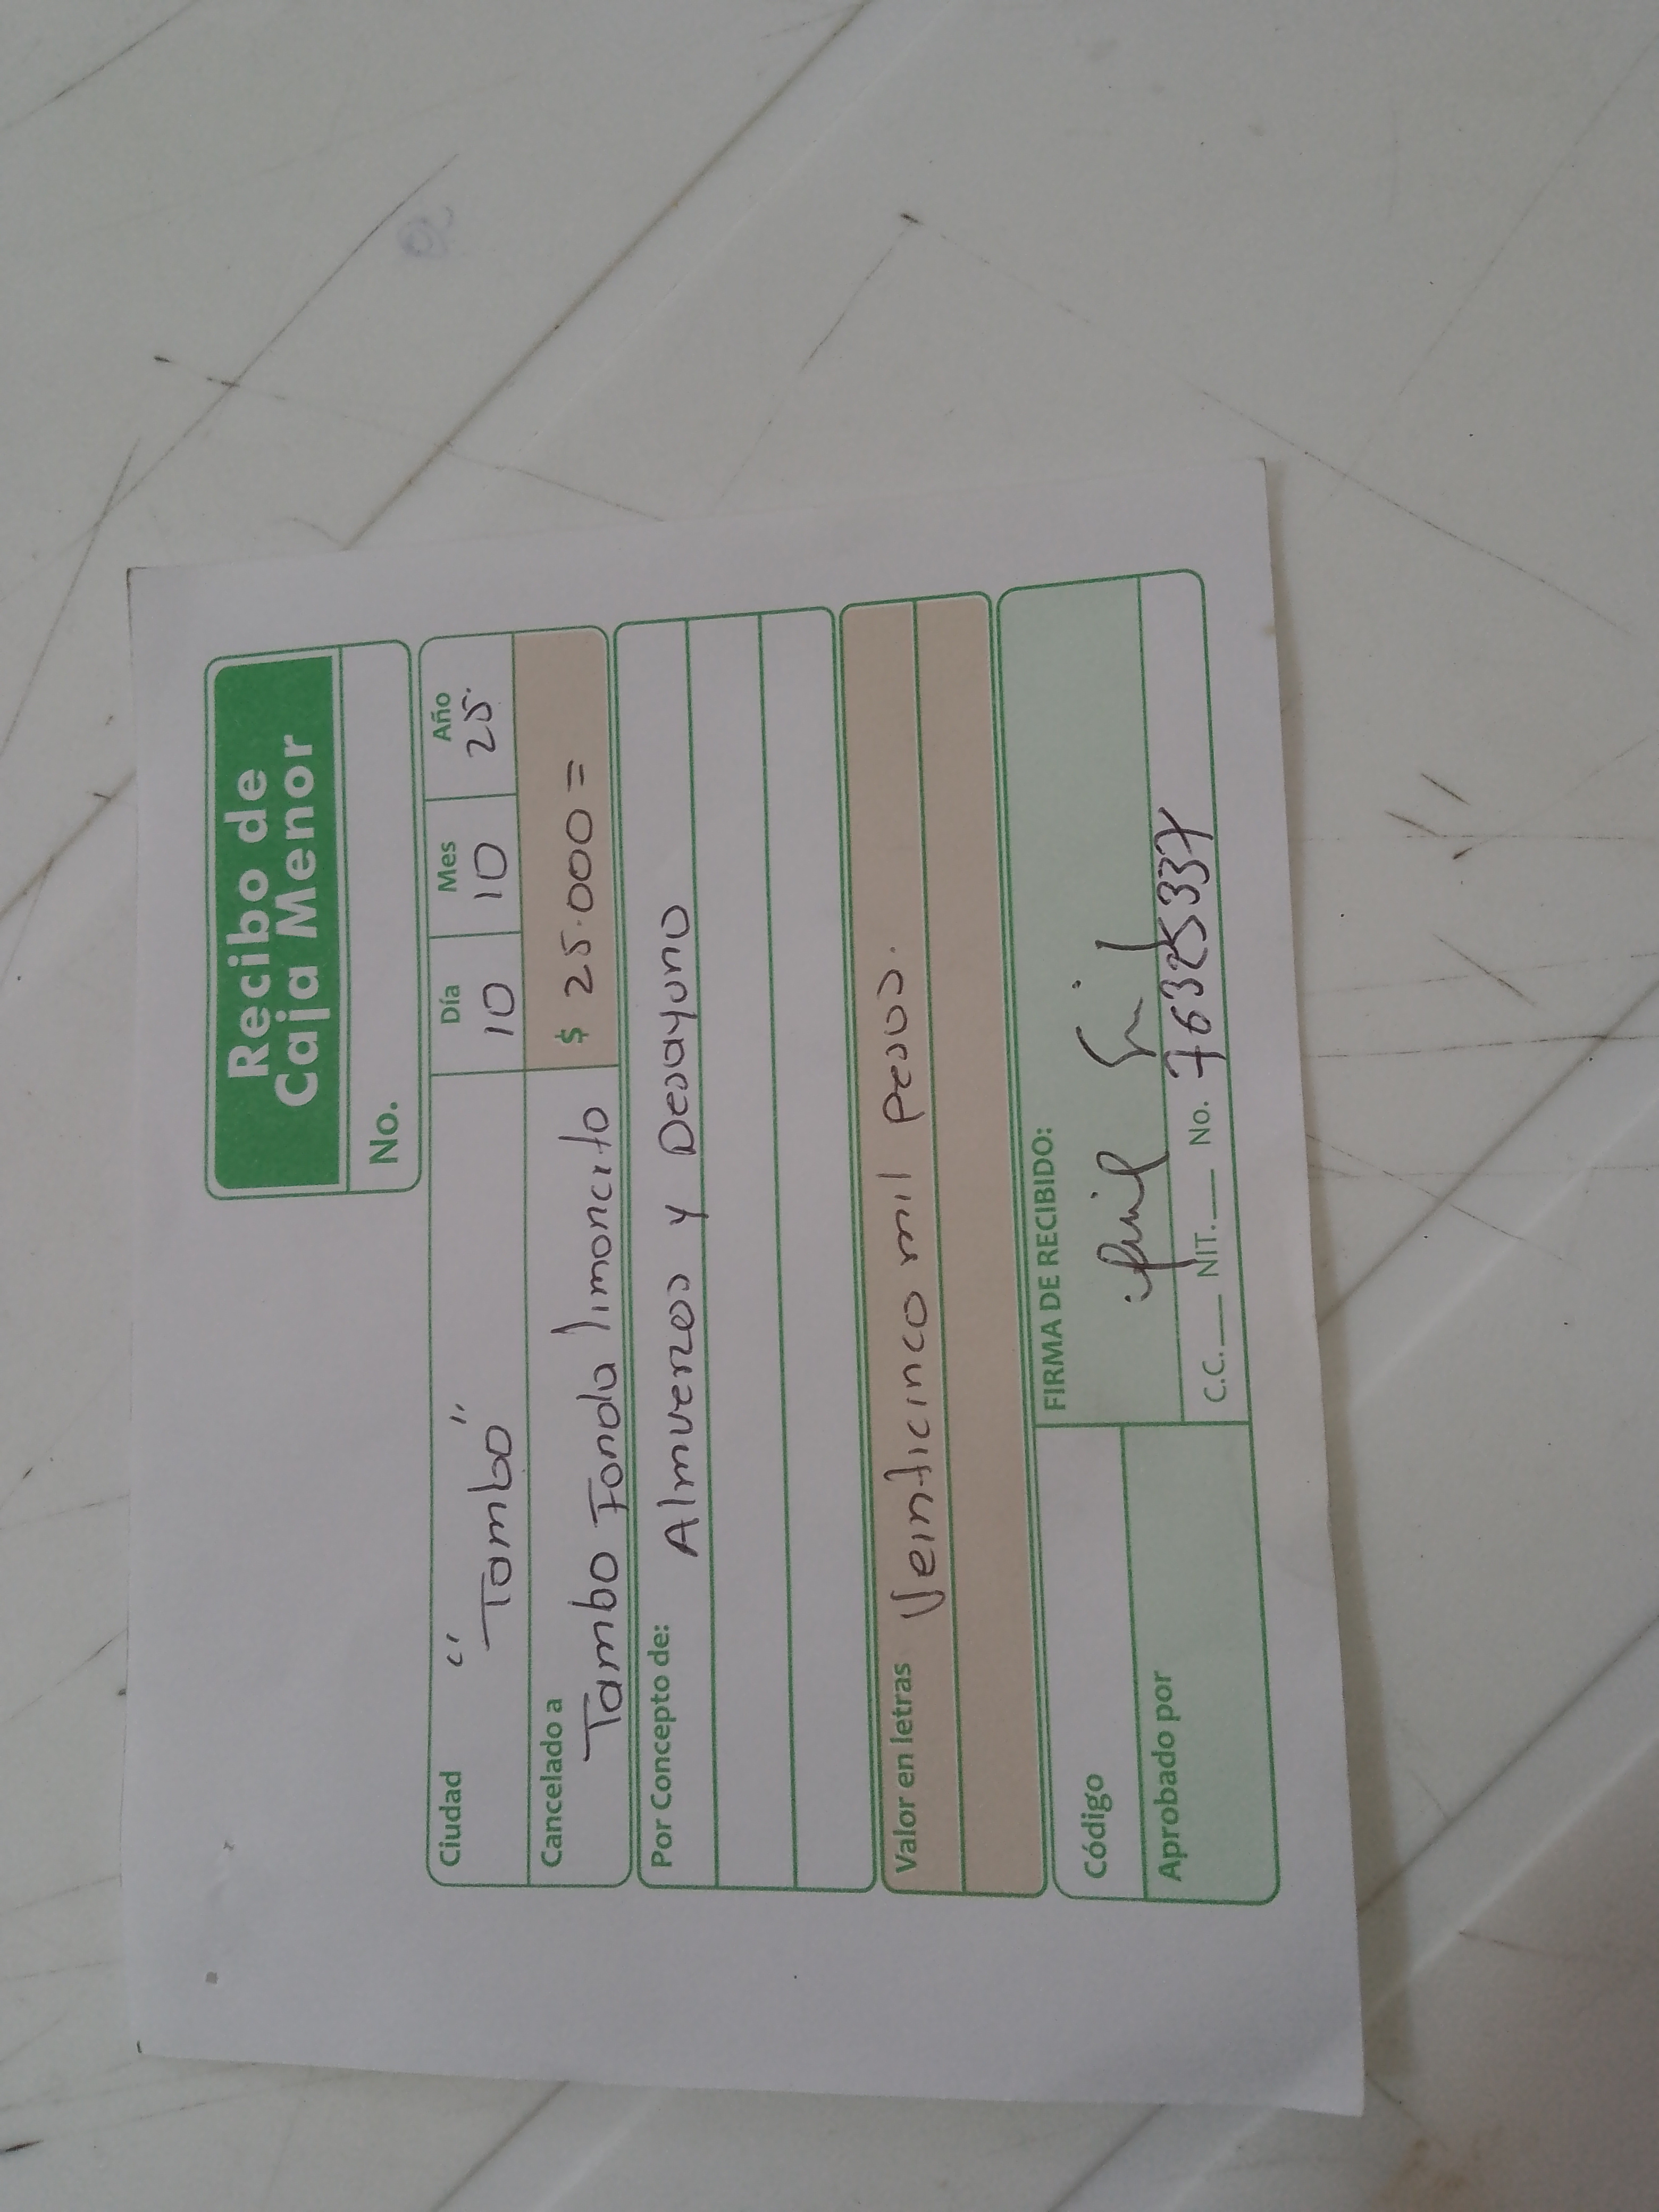 Recibo de
Caja Menor
No.
Ciudad "Tambo" Día 10 Mes 10 Año 25.
Cancelado a Tambo Fonda limoncito $ 25.000 =
Por Concepto de: Almuerzos y Desayuno
Valor en letras Veinticinco mil pesos.
Código
Aprobado por
FIRMA DE RECIBIDO:
C.C. NIT. No. 76325337